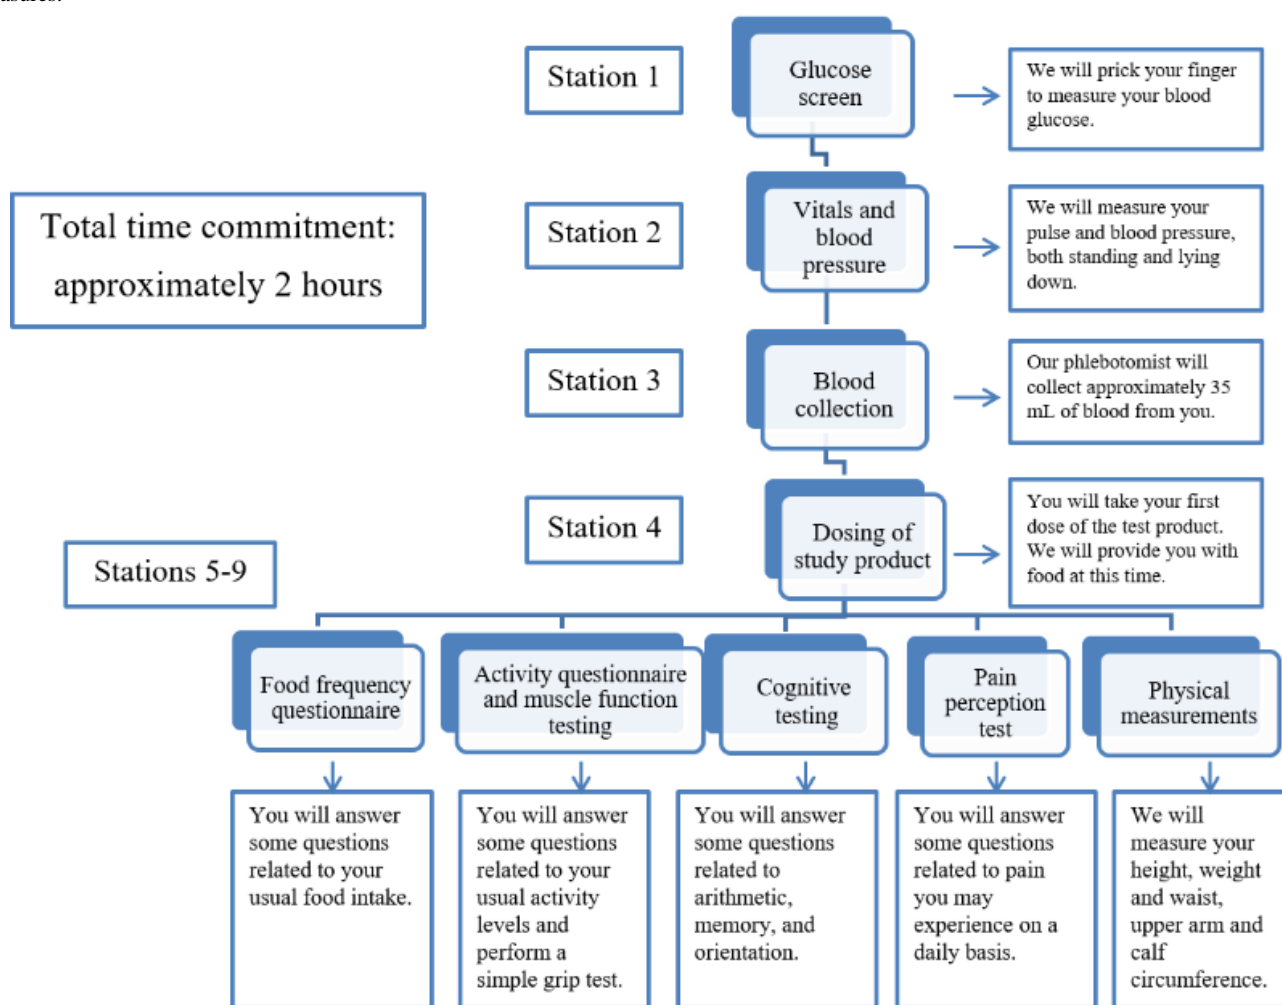 Station 1
Glucose
screen
We will prick your finger
to measure your blood
glucose.
Total time commitment:
approximately 2 hours
Station 2
Vitals and
blood
pressure
We will measure your
pulse and blood pressure,
both standing and lying
down.
Station 3
Blood
collection
Our phlebotomist will
collect approximately 35
mL of blood from you.
Station 4
Dosing of
study product
You will take your first
dose of the test product.
We will provide you with
food at this time.
Stations 5-9
Food frequency
questionnaire
Activity questionnaire
and muscle function
testing
Cognitive
testing
Pain
perception
test
Physical
measurements
You will answer
some questions
related to your
usual food intake.
You will answer
some questions
related to your
usual activity
levels and
perform a
simple grip test.
You will answer
some questions
related to
arithmetic,
memory, and
orientation.
You will answer
some questions
related to pain
you may
experience on a
daily basis.
We will
measure your
height, weight
and waist,
upper arm and
calf
circumference.